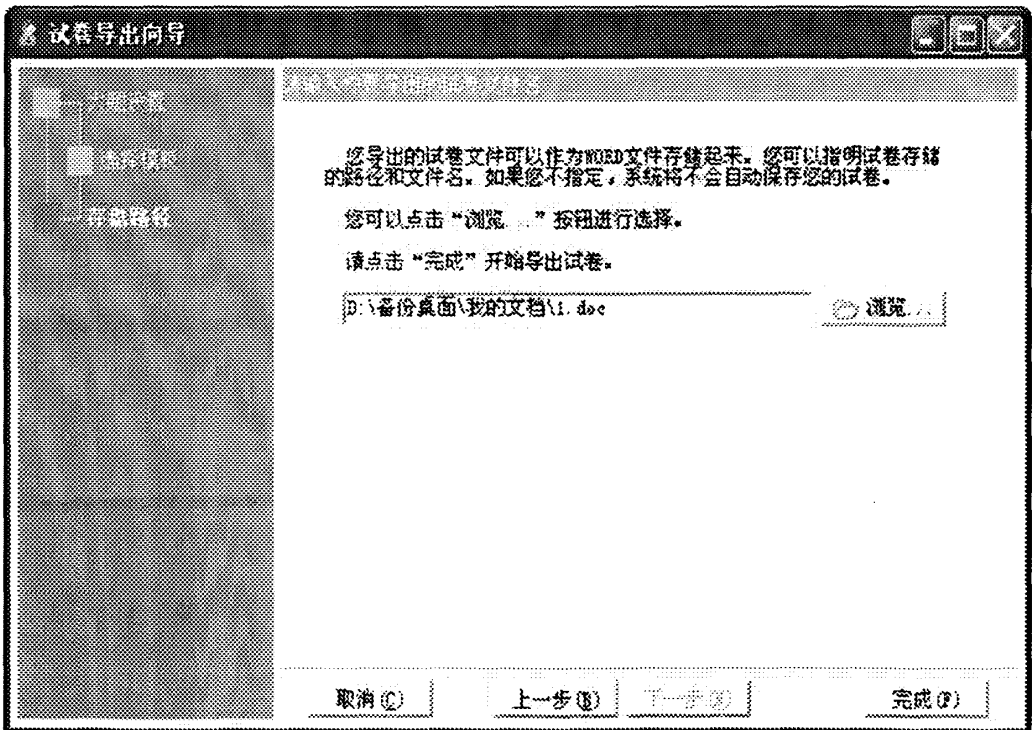 试卷导出向导
存储路径
您导出的试卷文件可以作为WORD文件存储起来。您可以指明试卷存储
的路径和文件名。如果您不指定，系统将不会自动保存您的试卷。
您可以点击“浏览...”按钮进行选择。
请点击“完成”开始导出试卷。
D:\备份桌面\我的文档\1.doc
浏览...
取消(C)
上一步(B)
下一步(N)
完成(F)